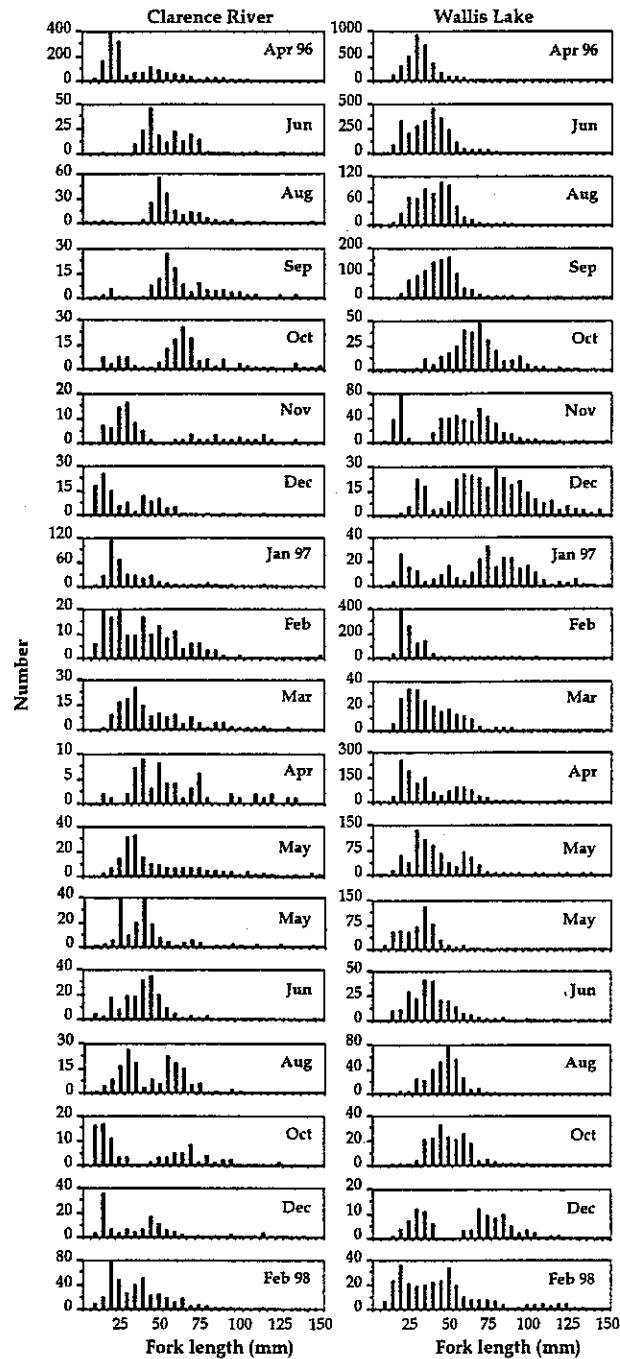 Clarence River Wallis Lake
400 Apr 96 1000 Apr 96
200 500
0 0
50 Jun 500 Jun
25 250
0 0
60 Aug 120 Aug
30 60
0 0
30 Sep 200 Sep
15 100
0 0
30 Oct 50 Oct
15 25
0 0
20 Nov 80 Nov
10 40
0 0
30 Dec 30 Dec
15 15
0 0
120 Jan 97 40 Jan 97
60 20
0 0
20 Feb 400 Feb
10 200
0 0
Number
30 Mar 40 Mar
15 20
0 0
10 Apr 300 Apr
5 150
0 0
40 May 150 May
20 75
0 0
40 May 150 May
20 75
0 0
40 Jun 50 Jun
20 25
0 0
30 Aug 80 Aug
15 40
0 0
20 Oct 40 Oct
10 20
0 0
40 Dec 20 Dec
20 10
0 0
80 Feb 98 40 Feb 98
40 20
0 0
25 50 75 100 125 150 25 50 75 100 125 150
Fork length (mm) Fork length (mm)